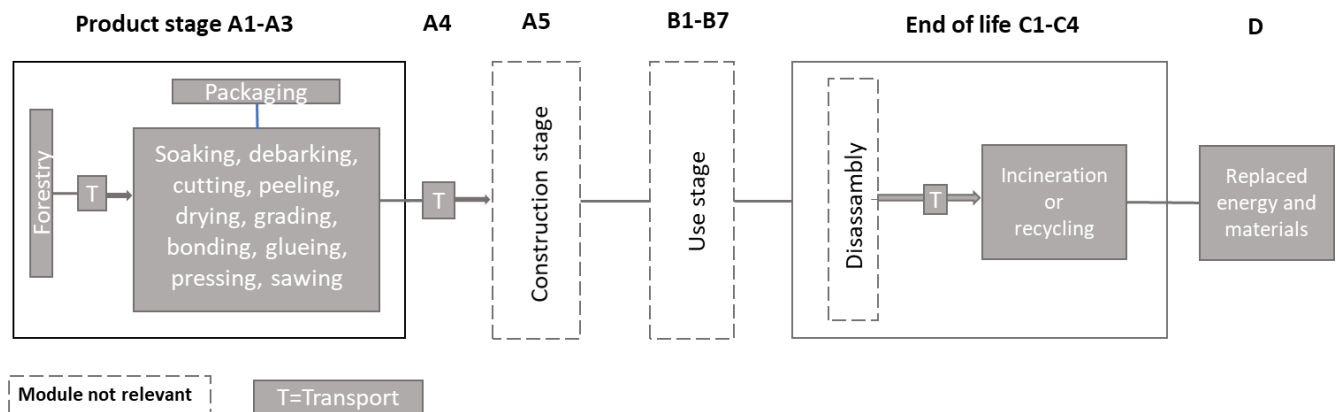 Product stage A1-A3
A4
A5
B1-B7
End of life C1-C4
D
Packaging
Forestry
T
Soaking, debarking,
cutting, peeling,
drying, grading,
bonding, glueing,
pressing, sawing
T
Construction stage
Use stage
Disassambly
T
Incineration
or
recycling
Replaced
energy and
materials
Module not relevant
T=Transport